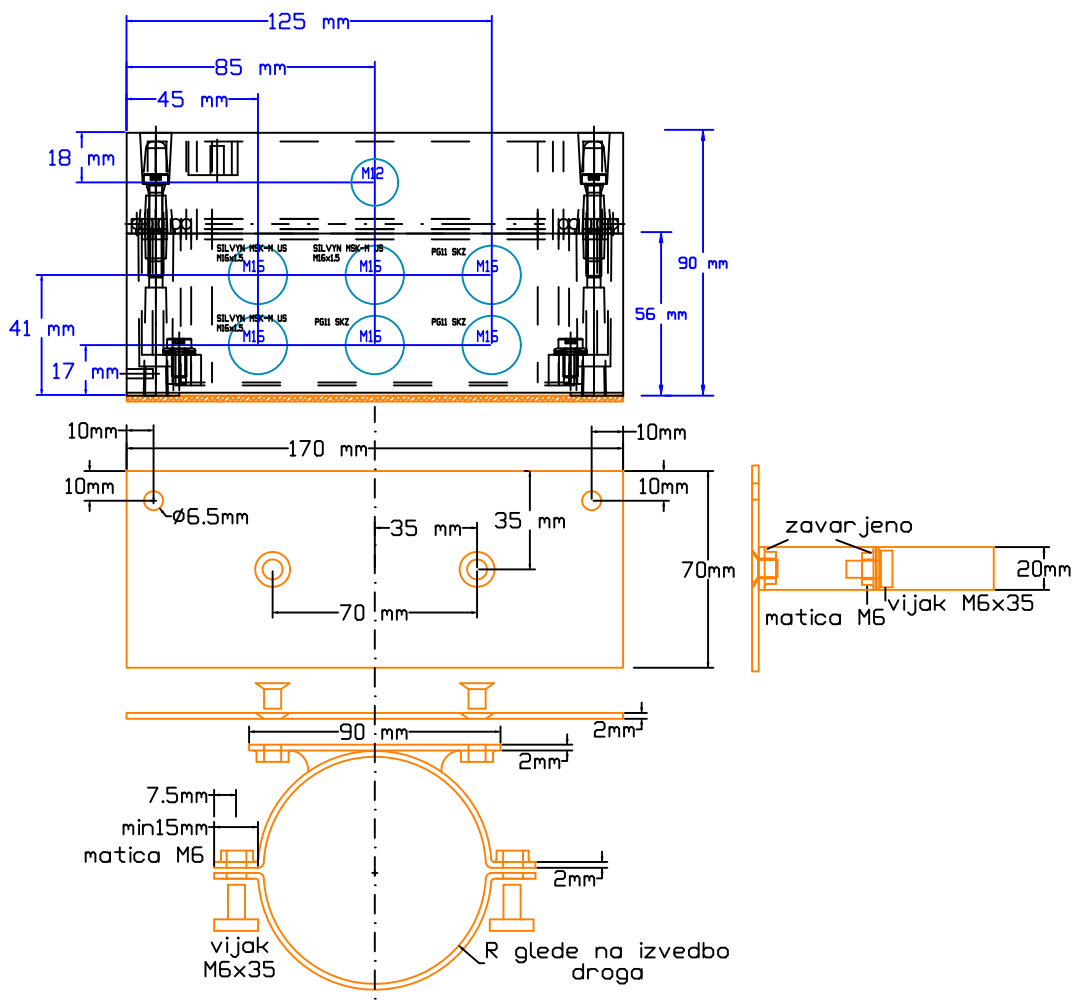 125 mm
85 mm
45 mm
18 mm
M12
SILVYN MSK-M US
M16x1.5
SILVYN MSK-M US
M16x1.5
PG11 SKZ
M16
M16
M16
90 mm
56 mm
41 mm
SILVYN MSK-M US
M16x1.5
PG11 SKZ
PG11 SKZ
M16
M16
M16
17 mm
10mm
170 mm
10mm
10mm
10mm
Ø6.5mm
35 mm
35 mm
zavarjeno
70mm
20mm
70 mm
matica M6
vijak M6x35
2mm
90 mm
2mm
7.5mm
min15mm
matica M6
2mm
vijak
M6x35
R glede na izvedbo
droga